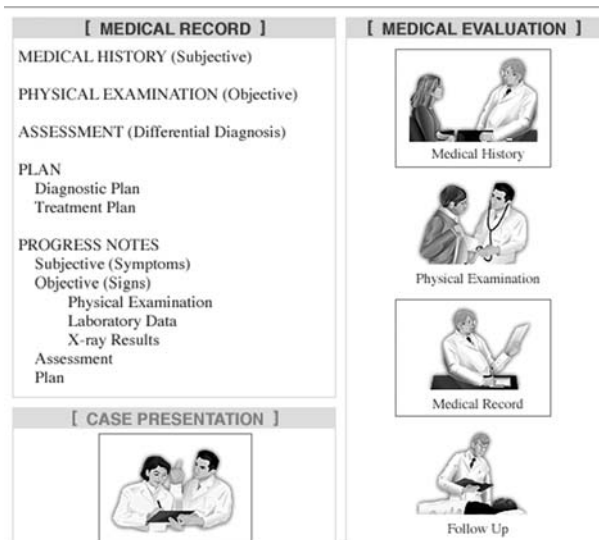 [ MEDICAL RECORD ]
MEDICAL HISTORY (Subjective)
PHYSICAL EXAMINATION (Objective)
ASSESSMENT (Differential Diagnosis)
PLAN
Diagnostic Plan
Treatment Plan
PROGRESS NOTES
Subjective (Symptoms)
Objective (Signs)
Physical Examination
Laboratory Data
X-ray Results
Assessment
Plan
[ CASE PRESENTATION ]
[ MEDICAL EVALUATION ]
Medical History
Physical Examination
Medical Record
Follow Up